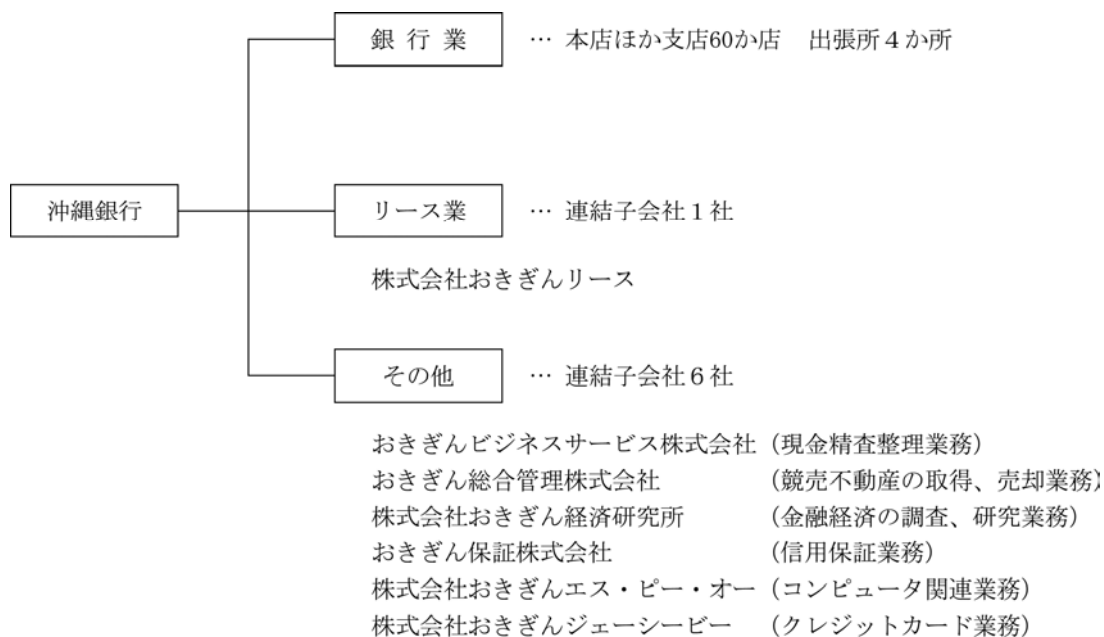 銀 行 業 … 本店ほか支店60か店　出張所４か所
沖縄銀行 リース業 … 連結子会社１社
株式会社おきぎんリース
その他 … 連結子会社６社
おきぎんビジネスサービス株式会社（現金精査整理業務）
おきぎん総合管理株式会社（競売不動産の取得、売却業務）
株式会社おきぎん経済研究所（金融経済の調査、研究業務）
おきぎん保証株式会社（信用保証業務）
株式会社おきぎんエス・ピー・オー（コンピュータ関連業務）
株式会社おきぎんジェーシービー（クレジットカード業務）